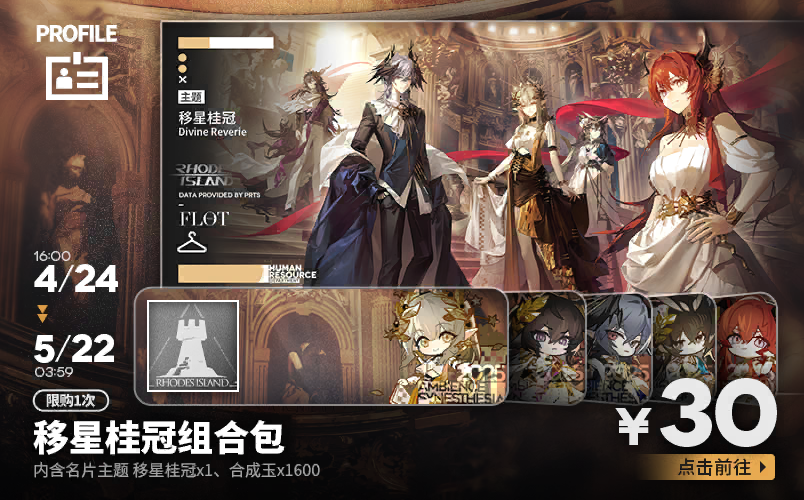 PROFILE
主题
移星桂冠
Divine Reverie
RHODES
ISLAND
DATA PROVIDED BY PRTS
FLOT
HUMAN
RESOURCE
16:00
4/24
5/22
03:59
RHODES ISLAND
2025
AMBIENCE
SYNESTHESIA
限购1次
移星桂冠组合包
内含名片主题 移星桂冠x1、合成玉x1600
¥30
点击前往